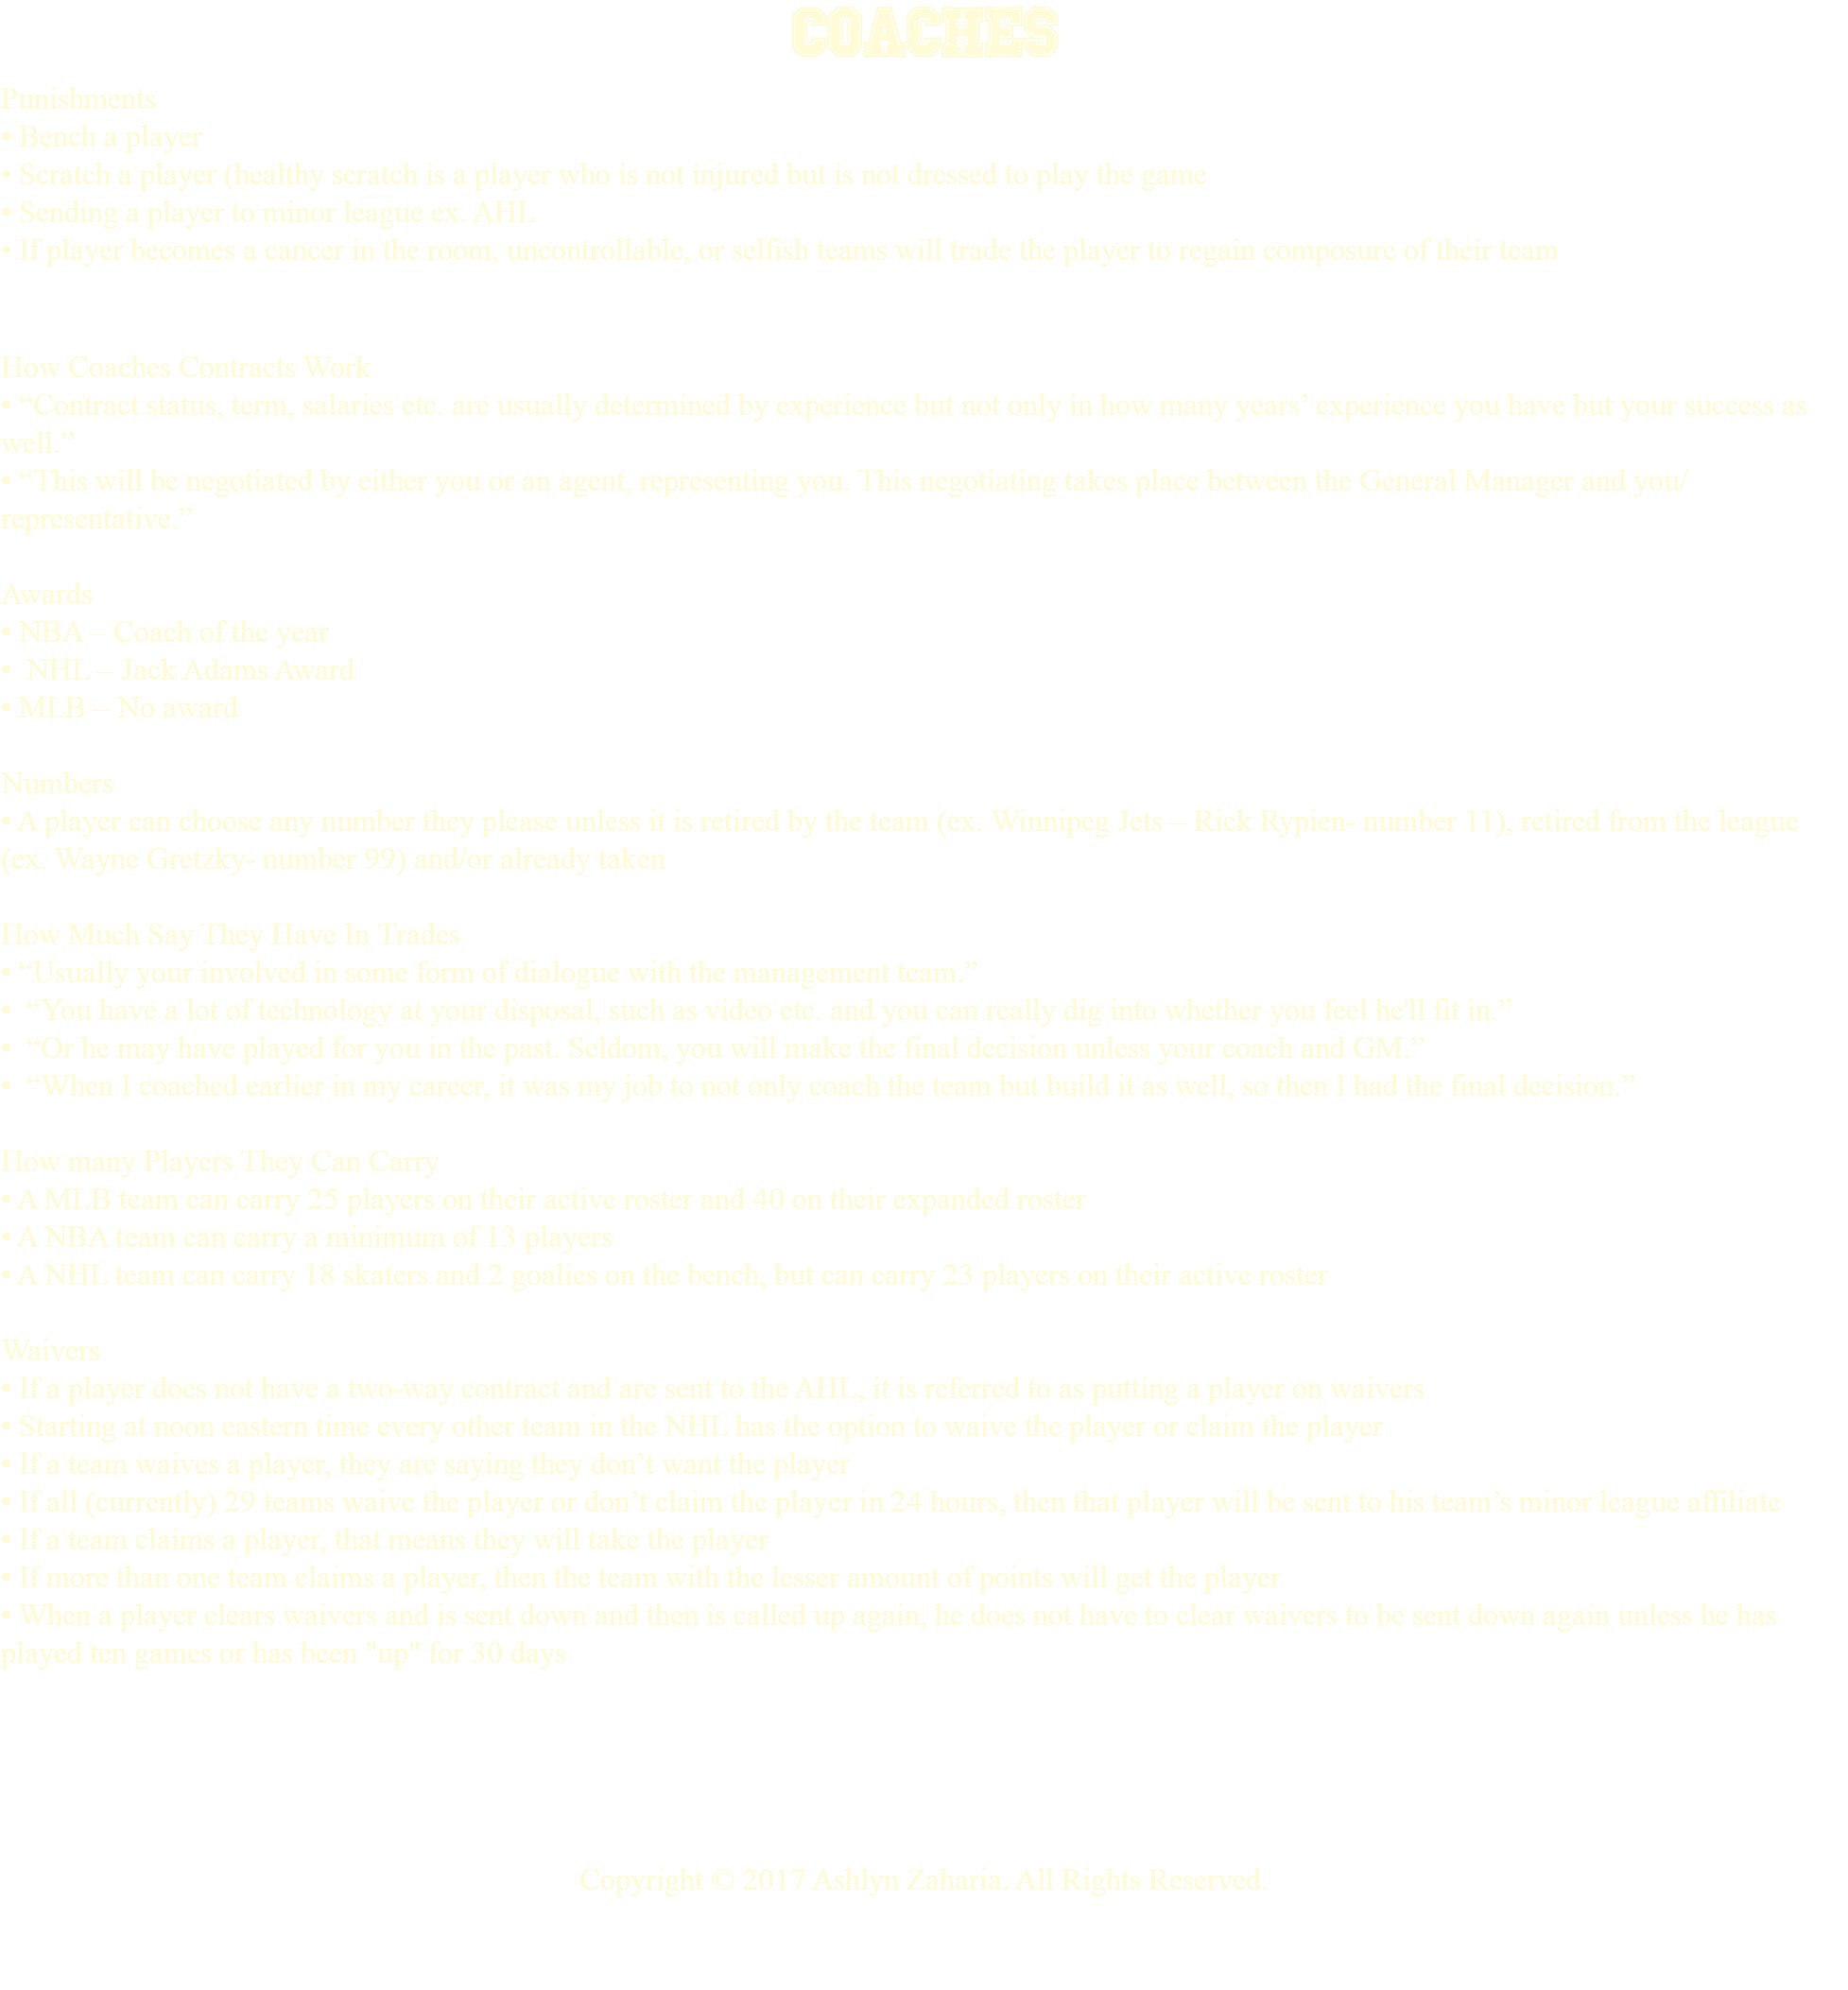 COACHES
Punishments
• Bench a player
• Scratch a player (healthy scratch is a player who is not injured but is not dressed to play the game
• Sending a player to minor league ex. AHL
• If player becomes a cancer in the room, uncontrollable, or selfish teams will trade the player to regain composure of their team
How Coaches Contracts Work
• “Contract status, term, salaries etc. are usually determined by experience but not only in how many years’ experience you have but your success as
well.”
• “This will be negotiated by either you or an agent, representing you. This negotiating takes place between the General Manager and you/
representative.”
Awards
• NBA – Coach of the year
•  NHL – Jack Adams Award
• MLB – No award
Numbers
• A player can choose any number they please unless it is retired by the team (ex. Winnipeg Jets – Rick Rypien- number 11), retired from the league
(ex. Wayne Gretzky- number 99) and/or already taken
How Much Say They Have In Trades
• “Usually your involved in some form of dialogue with the management team.”
•  “You have a lot of technology at your disposal, such as video etc. and you can really dig into whether you feel he'll fit in.”
•  “Or he may have played for you in the past. Seldom, you will make the final decision unless your coach and GM.”
•  “When I coached earlier in my career, it was my job to not only coach the team but build it as well, so then I had the final decision.”
How many Players They Can Carry
• A MLB team can carry 25 players on their active roster and 40 on their expanded roster
• A NBA team can carry a minimum of 13 players
• A NHL team can carry 18 skaters and 2 goalies on the bench, but can carry 23 players on their active roster
Waivers
• If a player does not have a two-way contract and are sent to the AHL, it is referred to as putting a player on waivers
• Starting at noon eastern time every other team in the NHL has the option to waive the player or claim the player
• If a team waives a player, they are saying they don’t want the player
• If all (currently) 29 teams waive the player or don’t claim the player in 24 hours, then that player will be sent to his team’s minor league affiliate
• If a team claims a player, that means they will take the player
• If more than one team claims a player, then the team with the lesser amount of points will get the player
• When a player clears waivers and is sent down and then is called up again, he does not have to clear waivers to be sent down again unless he has
played ten games or has been "up" for 30 days
Copyright © 2017 Ashlyn Zaharia. All Rights Reserved.